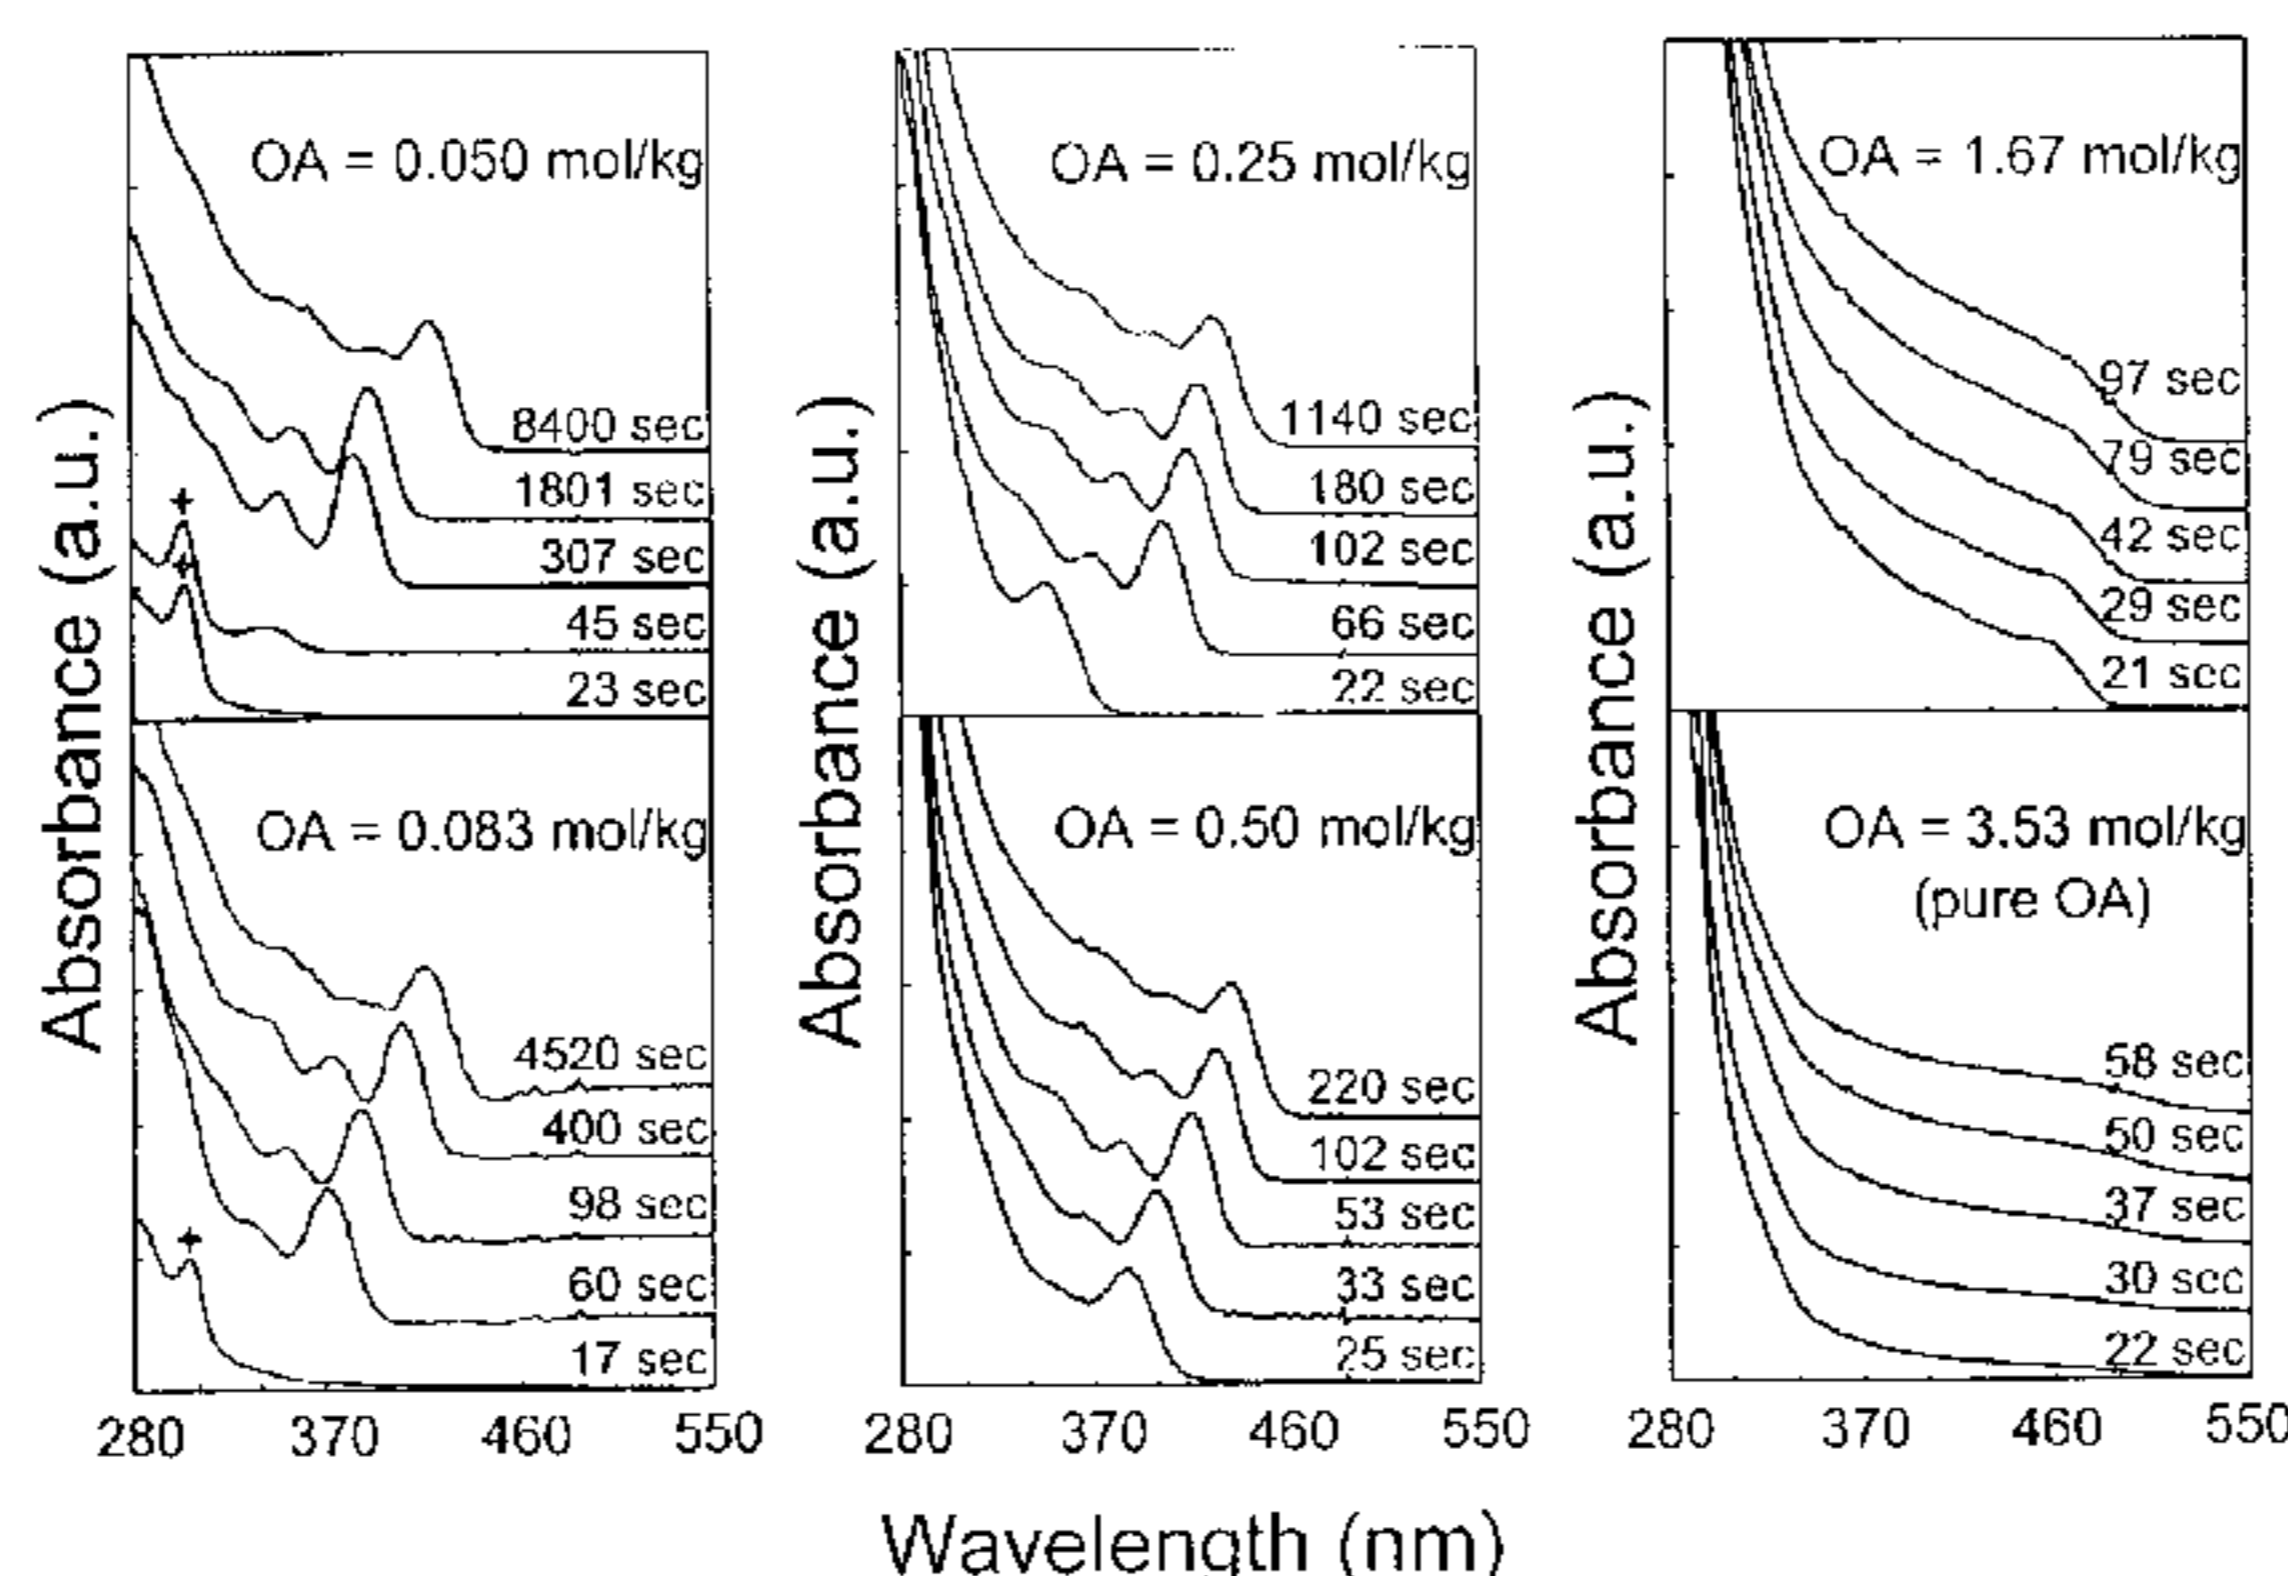 Absorbance (a.u.)
OA = 0.050 mol/kg
8400 sec
1801 sec
307 sec
45 sec
23 sec
OA = 0.083 mol/kg
4520 sec
400 sec
98 sec
60 sec
17 sec
280 370 460 550
Absorbance (a.u.)
OA = 0.25 mol/kg
1140 sec
180 sec
102 sec
66 sec
22 sec
OA = 0.50 mol/kg
220 sec
102 sec
53 sec
33 sec
25 sec
280 370 460 550
Absorbance (a.u.)
OA = 1.67 mol/kg
97 sec
79 sec
42 sec
29 sec
21 sec
OA = 3.53 mol/kg
(pure OA)
58 sec
50 sec
37 sec
30 sec
22 sec
280 370 460 550
Wavelength (nm)